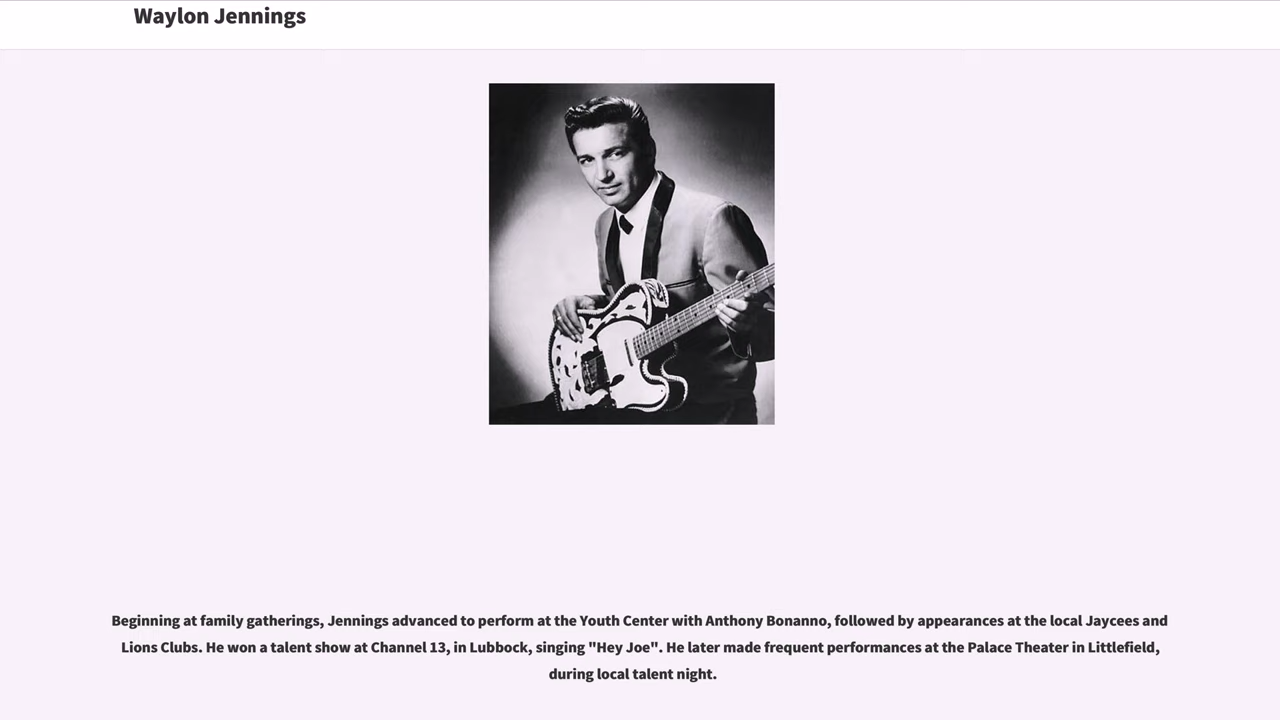 Waylon Jennings
Beginning at family gatherings, Jennings advanced to perform at the Youth Center with Anthony Bonanno, followed by appearances at the local Jaycees and
Lions Clubs. He won a talent show at Channel 13, in Lubbock, singing "Hey Joe". He later made frequent performances at the Palace Theater in Littlefield,
during local talent night.